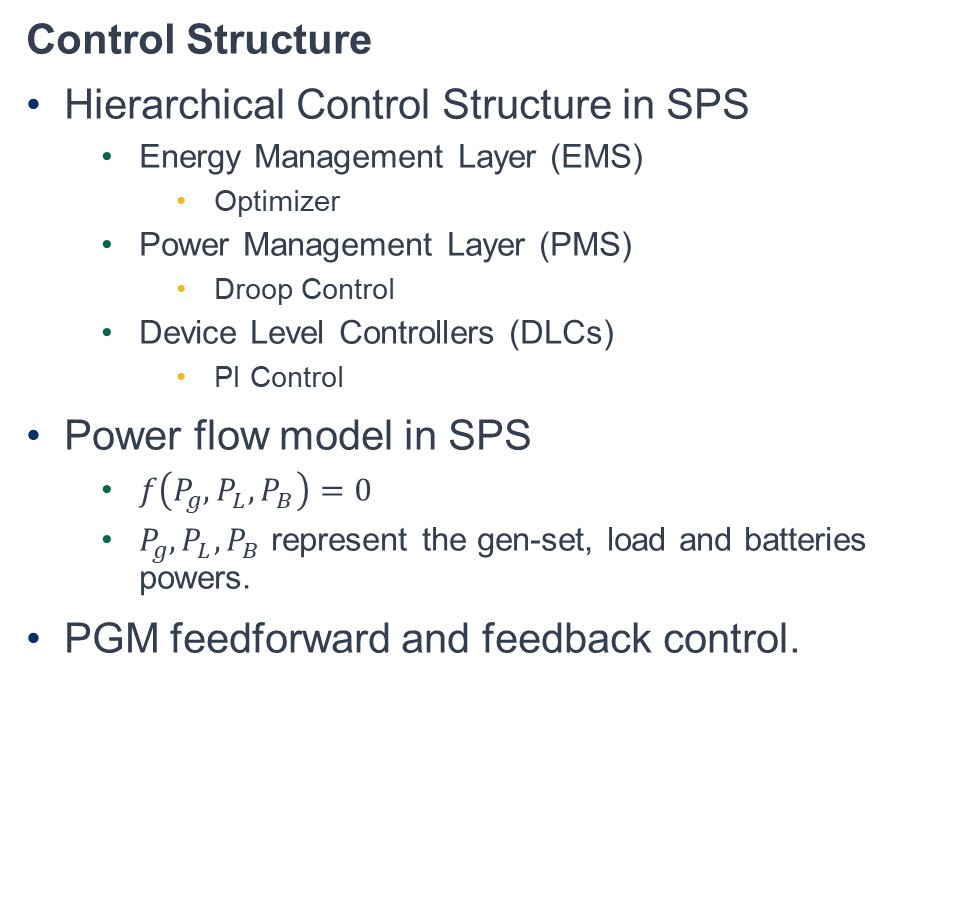 Control Structure
• Hierarchical Control Structure in SPS
• Energy Management Layer (EMS)
• Optimizer
• Power Management Layer (PMS)
• Droop Control
• Device Level Controllers (DLCs)
• PI Control
• Power flow model in SPS
• f(P_g, P_L, P_B) = 0
• P_g, P_L, P_B represent the gen-set, load and batteries
powers.
• PGM feedforward and feedback control.